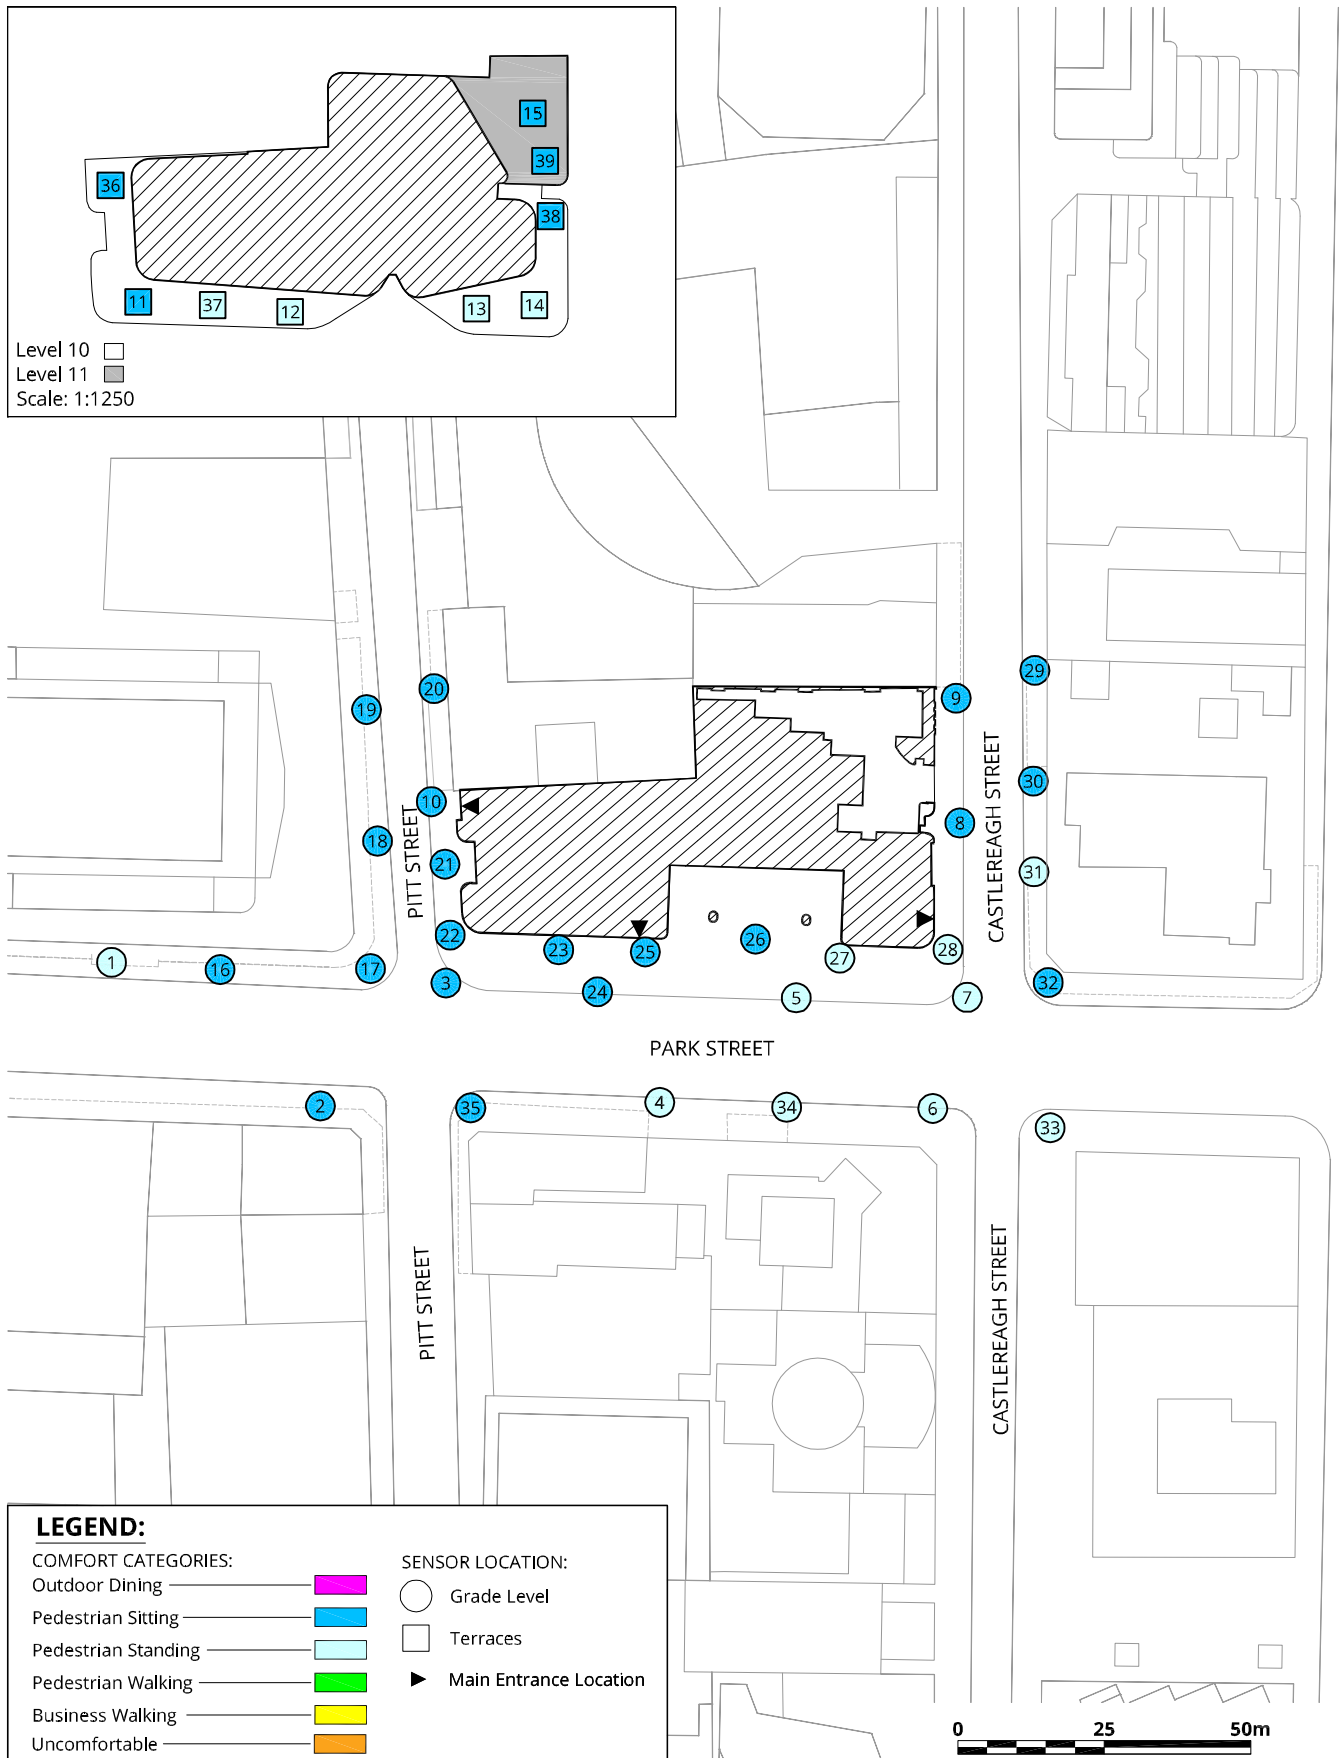 15
39
36
38
11
37
12
13
14
Level 10
Level 11
Scale: 1:1250
29
20
9
19
CASTLEREAGH STREET
30
10
PITT STREET
8
18
21
31
22
26
23
25
28
27
1
16
17
3
32
24
5
7
PARK STREET
4
2
35
34
6
33
PITT STREET
CASTLEREAGH STREET
LEGEND:
COMFORT CATEGORIES:
Outdoor Dining
Pedestrian Sitting
Pedestrian Standing
Pedestrian Walking
Business Walking
Uncomfortable
SENSOR LOCATION:
Grade Level
Terraces
Main Entrance Location
0 25 50m